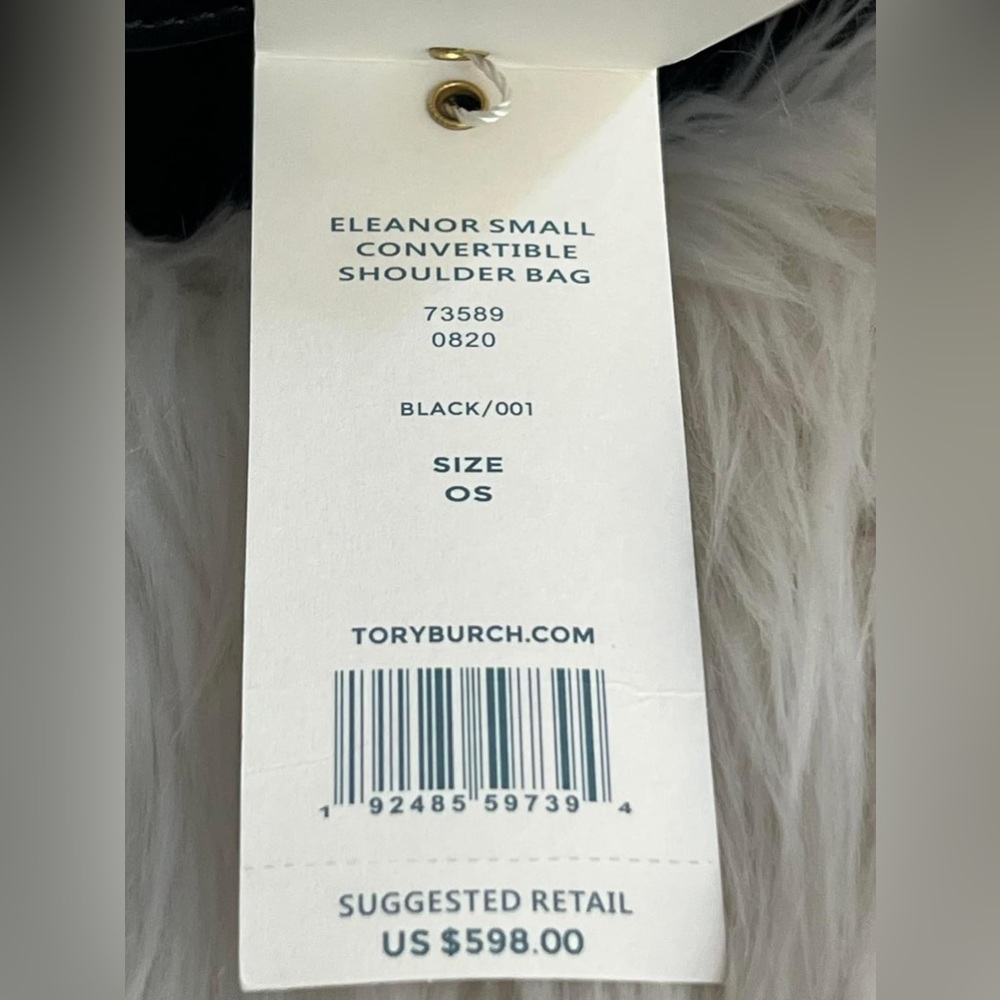 ELEANOR SMALL
CONVERTIBLE
SHOULDER BAG
73589
0820
BLACK/001
SIZE
OS
TORYBURCH.COM
1 92485 59739 4
SUGGESTED RETAIL
US $598.00